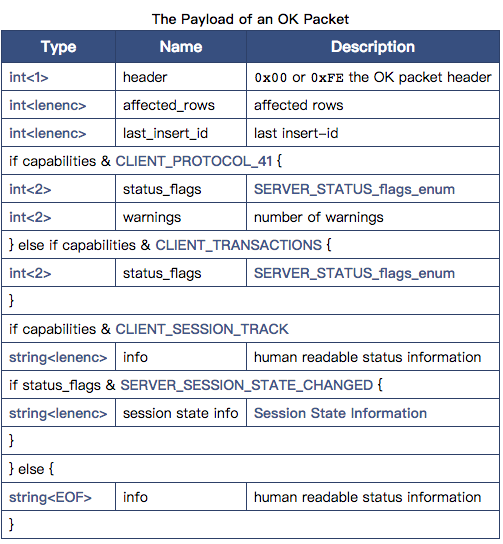 The Payload of an OK Packet
Type Name Description
int<1> header 0x00 or 0xFE the OK packet header
int<lenenc> affected_rows affected rows
int<lenenc> last_insert_id last insert-id
if capabilities & CLIENT_PROTOCOL_41 {
int<2> status_flags SERVER_STATUS_flags_enum
int<2> warnings number of warnings
} else if capabilities & CLIENT_TRANSACTIONS {
int<2> status_flags SERVER_STATUS_flags_enum
}
if capabilities & CLIENT_SESSION_TRACK
string<lenenc> info human readable status information
if status_flags & SERVER_SESSION_STATE_CHANGED {
string<lenenc> session state info Session State Information
}
} else {
string<EOF> info human readable status information
}